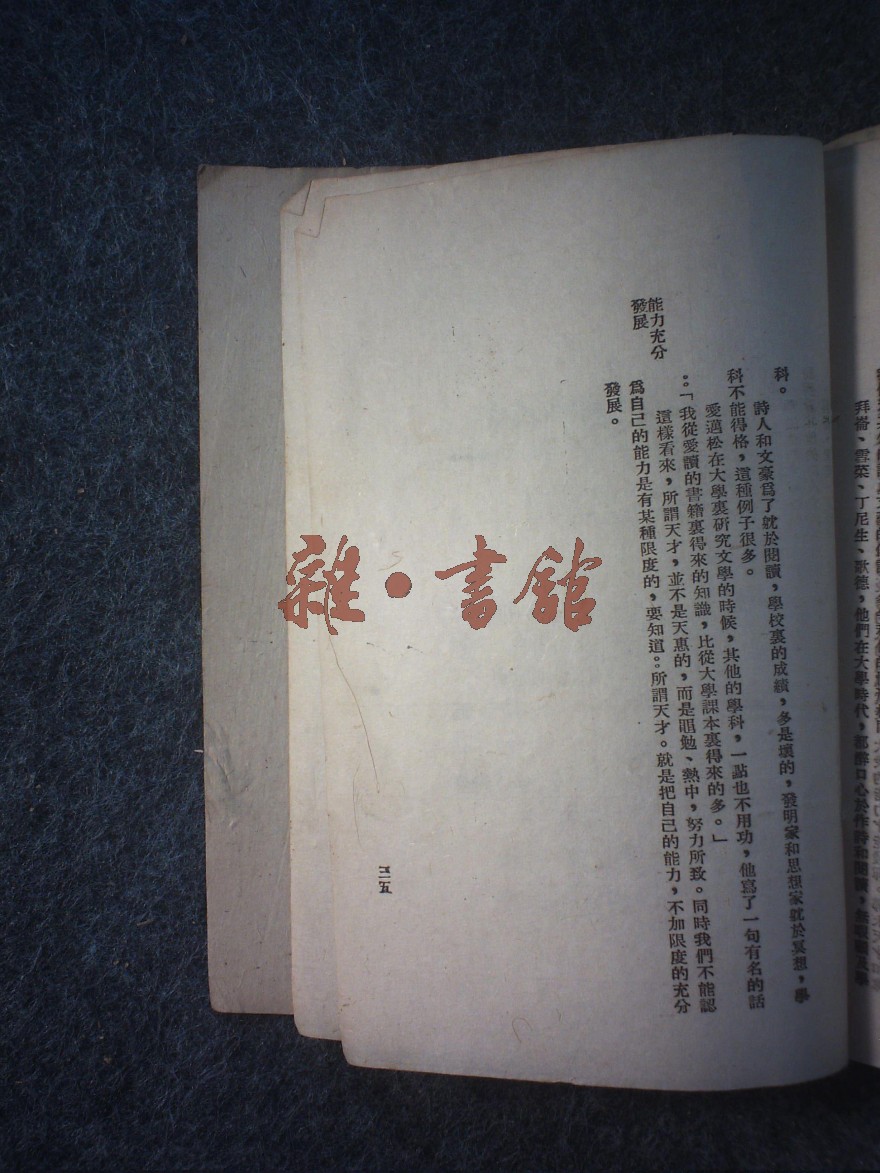 拜崙、雪萊、丁尼生、歌德，他們在大學時代，都醉口心於作時和閱讀，無
科。
詩人和文豪爲了躭於閱讀，學校裏的成績，多是壞的，發明家和思想家躭於冥想，學
科不能得格，這種例子很多。
愛邁松在大學裏研究文學的時候，其他的學科，一點也不用功，他寫了一句有名的話
。。「我從愛讀的書籍裏得來的知識，比從大學課本裏得來的多。」
這樣看來，所謂天才，並不是天惠的，而是黽勉、熱中，努力所致。同時我們不能認
爲自己的能力是有某種限度的，要知道。所謂天才。就是把自己的能力，不加限度的充分
發展。
能力充分
發展
三一五
雜·書館